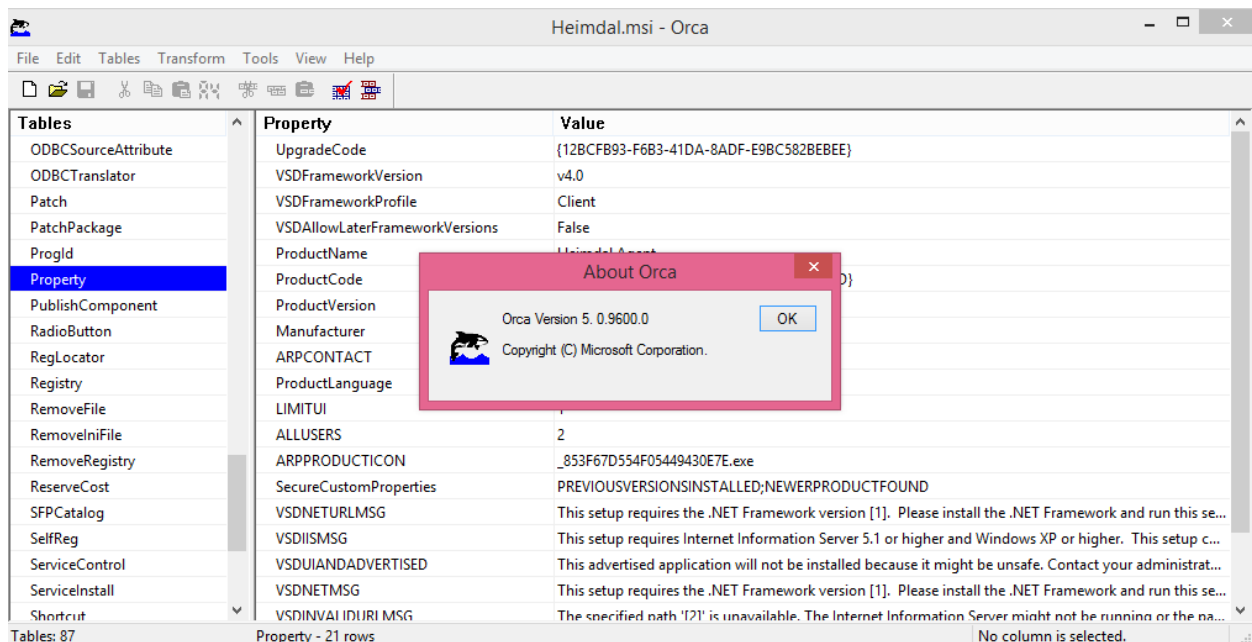 Heimdal.msi - Orca
File Edit Tables Transform Tools View Help
Tables Property Value
ODBCSourceAttribute UpgradeCode {12BCFB93-F6B3-41DA-8ADF-E9BC582BEBEE}
ODBCTranslator VSDFrameworkVersion v4.0
Patch VSDFrameworkProfile Client
PatchPackage VSDAllowLaterFrameworkVersions False
ProgId ProductName Heimdal Agent
About Orca
Property ProductCode D}
PublishComponent ProductVersion
Orca Version 5. 0.9600.0 OK
RadioButton Manufacturer
Copyright (C) Microsoft Corporation.
RegLocator ARPCONTACT
Registry ProductLanguage
RemoveFile LIMITUI
RemoveIniFile ALLUSERS 2
RemoveRegistry ARPPRODUCTICON _853F67D554F05449430E7E.exe
ReserveCost SecureCustomProperties PREVIOUSVERSIONSINSTALLED;NEWERPRODUCTFOUND
SFPCatalog VSDNETURLMSG This setup requires the .NET Framework version [1].  Please install the .NET Framework and run this se...
SelfReg VSDIISMSG This setup requires Internet Information Server 5.1 or higher and Windows XP or higher.  This setup c...
ServiceControl VSDUIANDADVERTISED This advertised application will not be installed because it might be unsafe. Contact your administrat...
ServiceInstall VSDNETMSG This setup requires the .NET Framework version [1].  Please install the .NET Framework and run this se...
Shortcut VSDINVALIDURLMSG The specified path '[2]' is unavailable. The Internet Information Server might not be running or the pa...
Tables: 87 Property - 21 rows No column is selected.